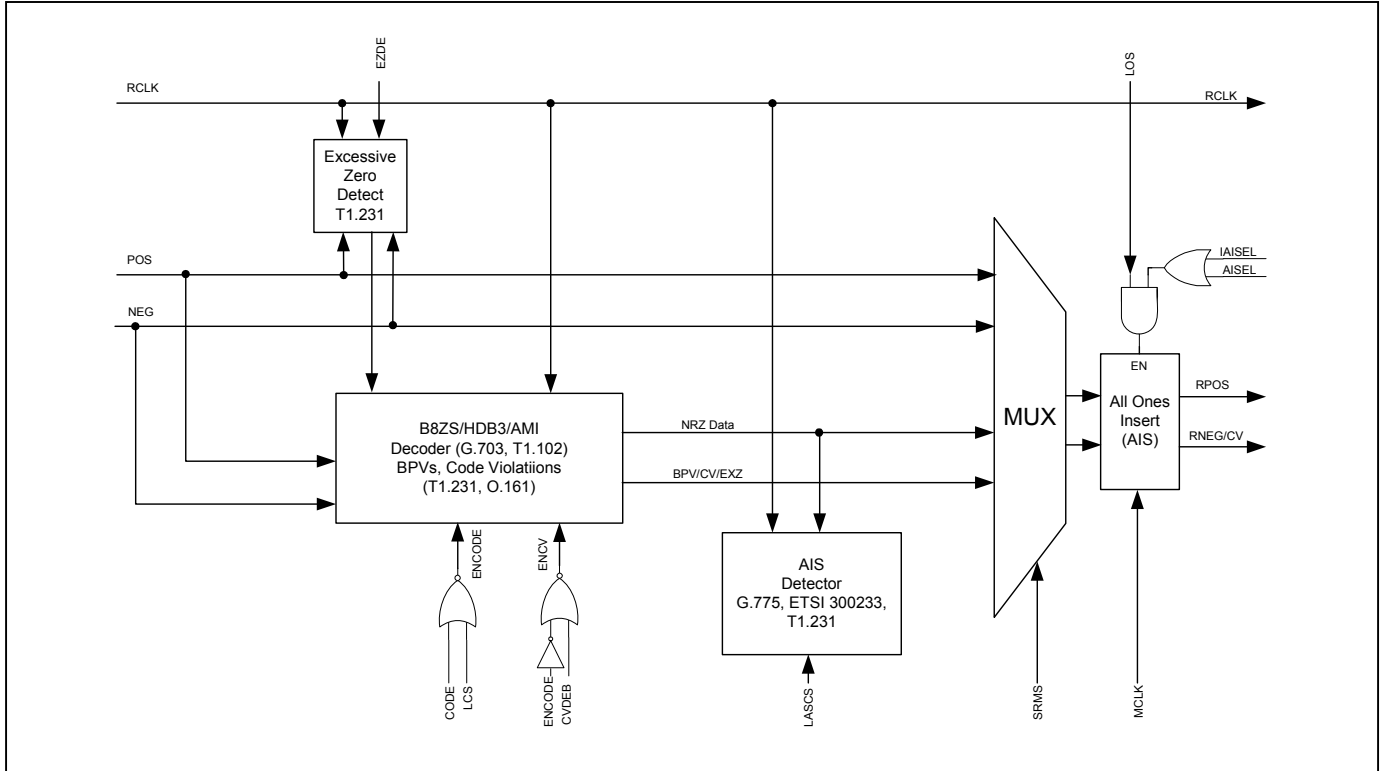 EZDE
LOS
RCLK
RCLK
Excessive
Zero
Detect
T1.231
POS
IAISEL
AISEL
NEG
EN
All Ones
Insert
(AIS)
RPOS
RNEG/CV
MUX
B8ZS/HDB3/AMI
Decoder (G.703, T1.102)
BPVs, Code Violatiions
(T1.231, O.161)
NRZ Data
BPV/CV/EXZ
ENCODE
ENCV
AIS
Detector
G.775, ETSI 300233,
T1.231
CODE
LCS
ENCODE
CVDEB
LASCS
SRMS
MCLK